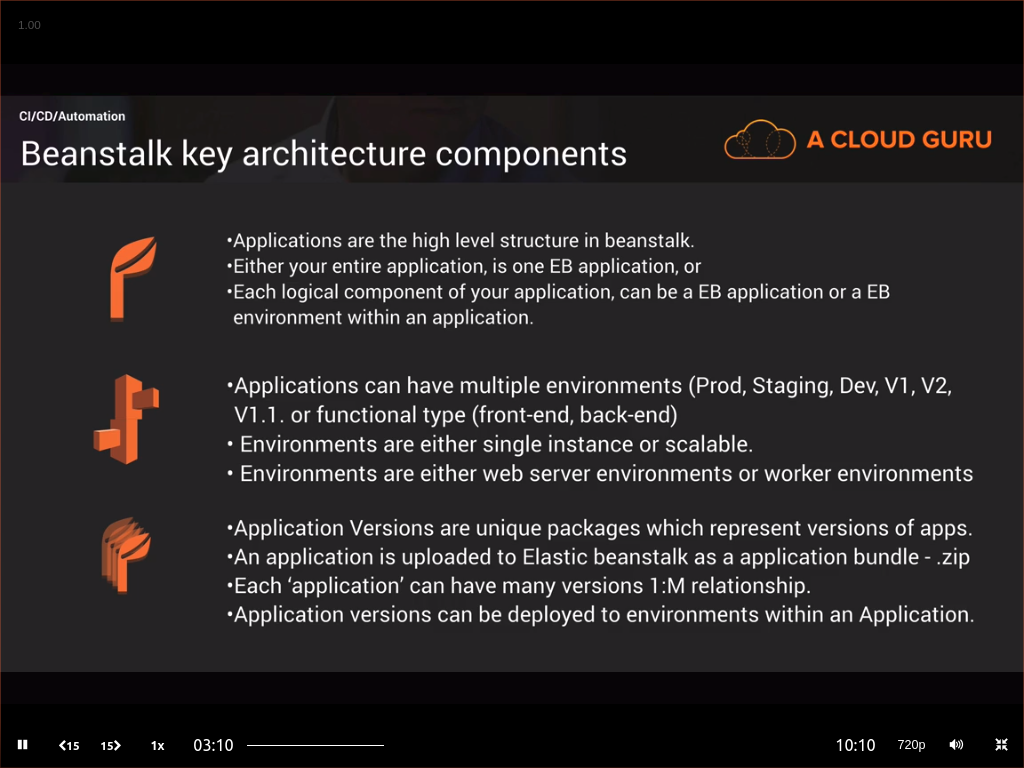 1.00
CI/CD/Automation
Beanstalk key architecture components
A CLOUD GURU
•Applications are the high level structure in beanstalk.
•Either your entire application, is one EB application, or
•Each logical component of your application, can be a EB application or a EB
environment within an application.
•Applications can have multiple environments (Prod, Staging, Dev, V1, V2,
V1.1. or functional type (front-end, back-end)
• Environments are either single instance or scalable.
• Environments are either web server environments or worker environments
•Application Versions are unique packages which represent versions of apps.
•An application is uploaded to Elastic beanstalk as a application bundle - .zip
•Each ‘application’ can have many versions 1:M relationship.
•Application versions can be deployed to environments within an Application.
15 15 1x 03:10 10:10 720p